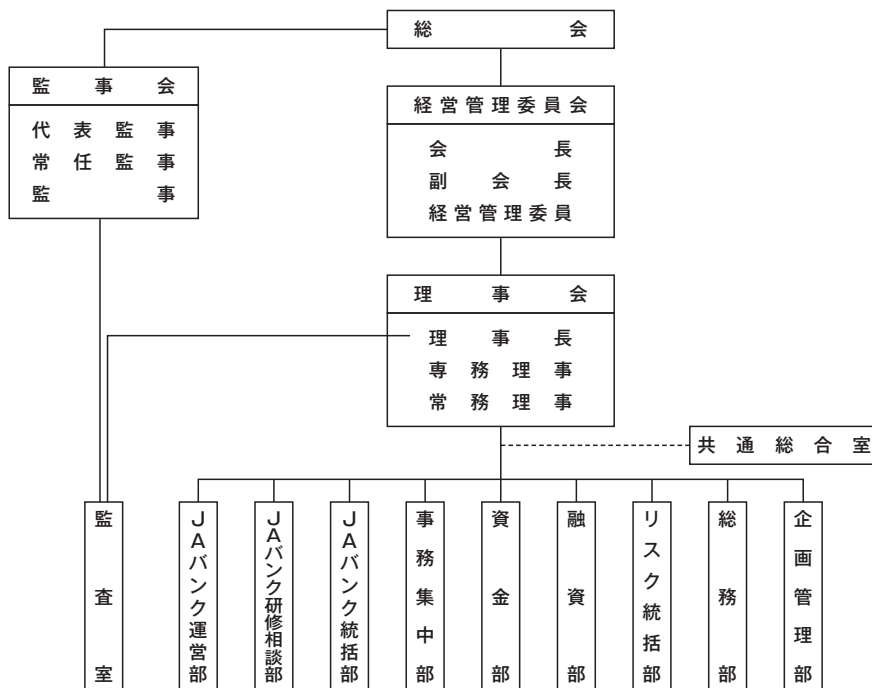 総会
監事会
代表監事
常任監事
監事
経営管理委員会
会長
副会長
経営管理委員
理事会
理事長
専務理事
常務理事
共通総合室
監査室
JAバンク運営部
JAバンク研修相談部
JAバンク統括部
事務集中部
資金部
融資部
リスク統括部
総務部
企画管理部